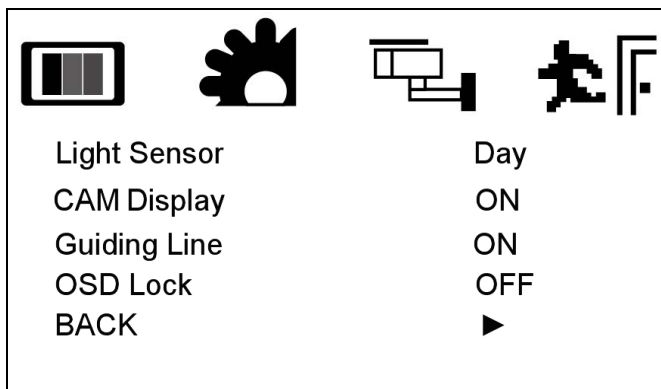 Light Sensor Day
CAM Display ON
Guiding Line ON
OSD Lock OFF
BACK ►